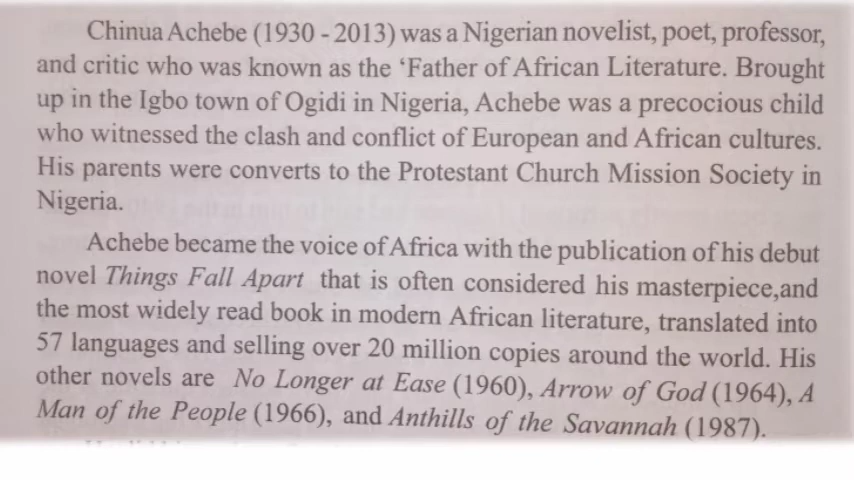 Chinua Achebe (1930 - 2013) was a Nigerian novelist, poet, professor,
and critic who was known as the ‘Father of African Literature. Brought
up in the Igbo town of Ogidi in Nigeria, Achebe was a precocious child
who witnessed the clash and conflict of European and African cultures.
His parents were converts to the Protestant Church Mission Society in
Nigeria.
Achebe became the voice of Africa with the publication of his debut
novel Things Fall Apart that is often considered his masterpiece,and
the most widely read book in modern African literature, translated into
57 languages and selling over 20 million copies around the world. His
other novels are No Longer at Ease (1960), Arrow of God (1964), A
Man of the People (1966), and Anthills of the Savannah (1987).